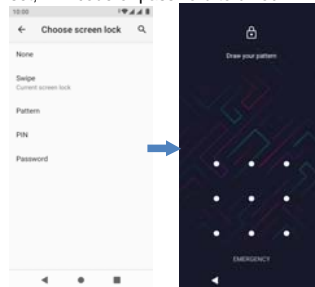 10:00
Choose screen lock
None
Swipe
Current screen lock
Pattern
PIN
Password
Draw your pattern
EMERGENCY